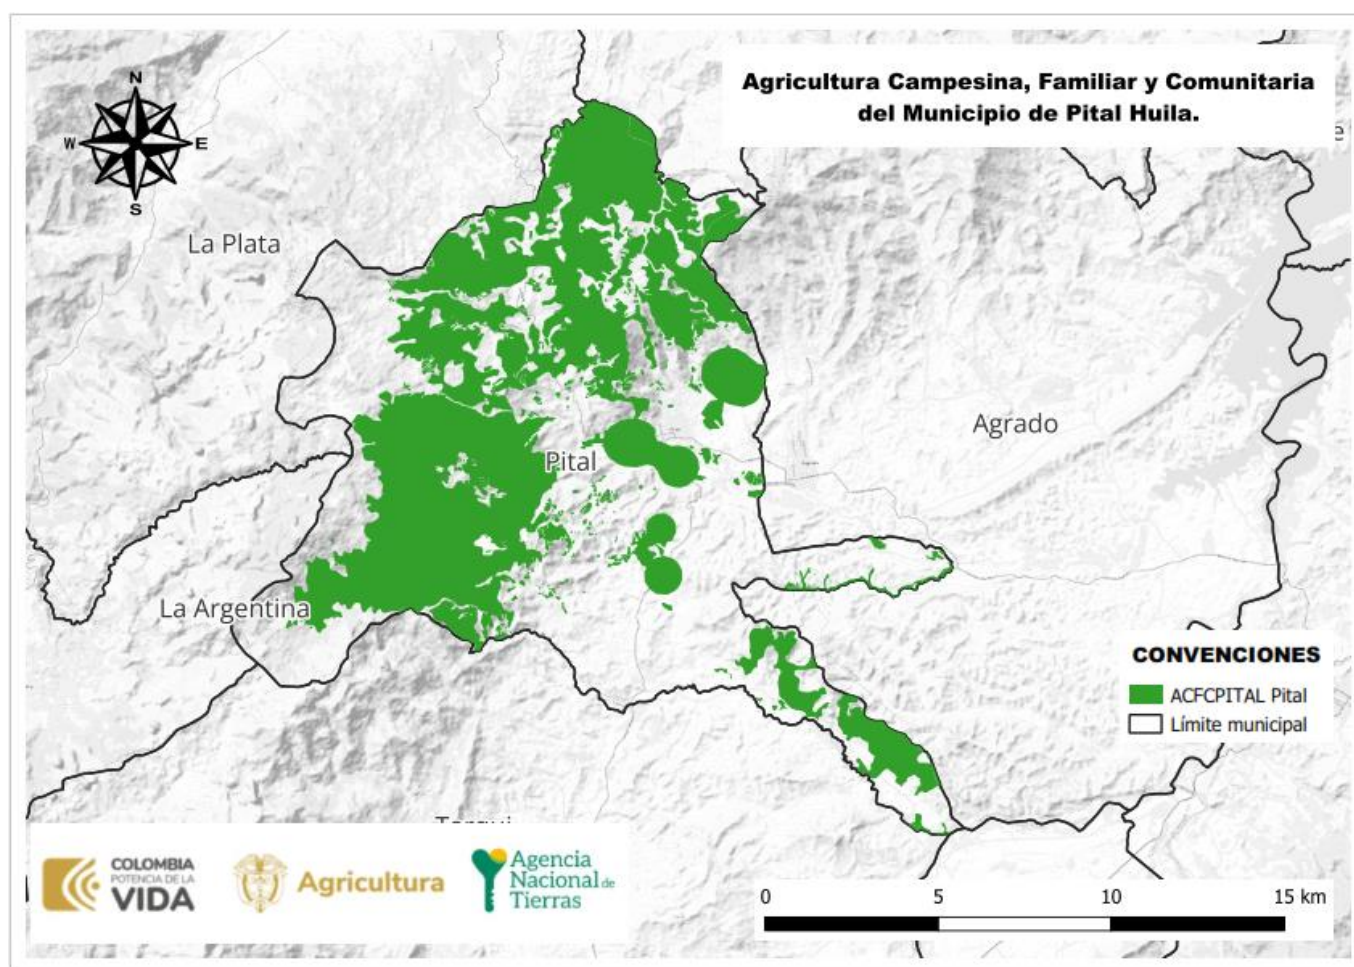 Agricultura Campesina, Familiar y Comunitaria
del Municipio de Pital Huila.
N
W
E
S
La Plata
Agrado
Pital
La Argentina
CONVENCIONES
ACFCPITAL Pital
Límite municipal
COLOMBIA
POTENCIA DE LA
VIDA
Agricultura
Agencia
Nacional de
Tierras
0 5 10 15 km